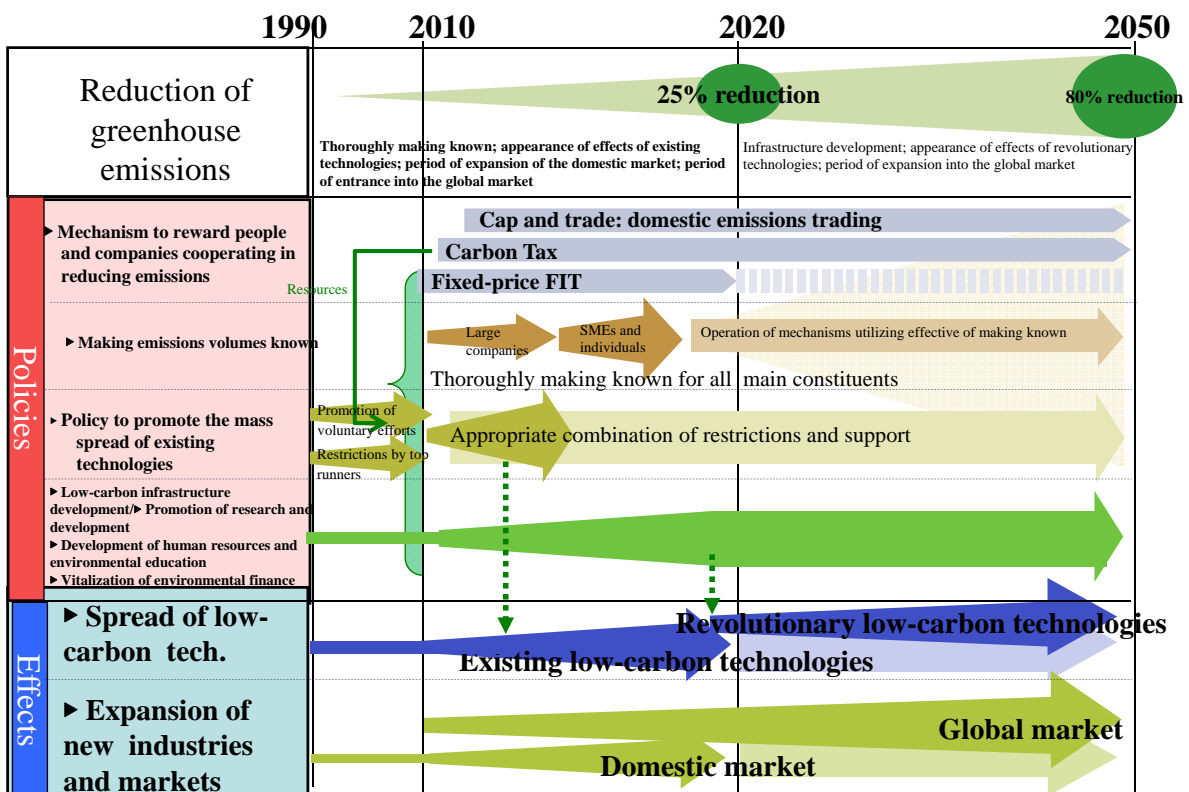 1990
2010
2020
2050
Reduction of
greenhouse
emissions
25% reduction
80% reduction
Thoroughly making known; appearance of effects of existing
technologies; period of expansion of the domestic market; period
of entrance into the global market
Infrastructure development; appearance of effects of revolutionary
technologies; period of expansion into the global market
Policies
Mechanism to reward people
and companies cooperating in
reducing emissions
Cap and trade: domestic emissions trading
Carbon Tax
Fixed-price FIT
Resources
Making emissions volumes known
Large
companies
SMEs and
individuals
Operation of mechanisms utilizing effective of making known
Thoroughly making known for all main constituents
Policy to promote the mass
spread of existing
technologies
Promotion of
voluntary efforts
Restrictions by top
runners
Appropriate combination of restrictions and support
Low-carbon infrastructure
development/ Promotion of research and
development
Development of human resources and
environmental education
Vitalization of environmental finance
Effects
Spread of low-
carbon tech.
Revolutionary low-carbon technologies
Existing low-carbon technologies
Expansion of
new industries
and markets
Global market
Domestic market